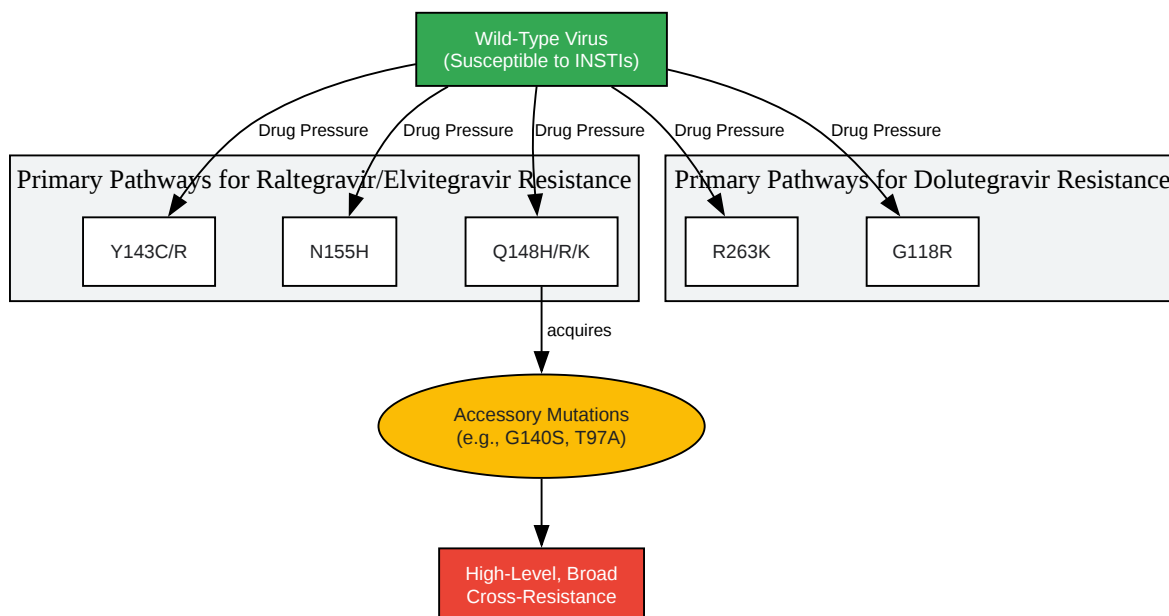 Wild-Type Virus
(Susceptible to INSTIs)
Drug Pressure
Drug Pressure
Drug Pressure
Drug Pressure
Drug Pressure
Primary Pathways for Raltegravir/Elvitegravir Resistance
Primary Pathways for Dolutegravir Resistance
Y143C/R
N155H
Q148H/R/K
R263K
G118R
acquires
Accessory Mutations
(e.g., G140S, T97A)
High-Level, Broad
Cross-Resistance